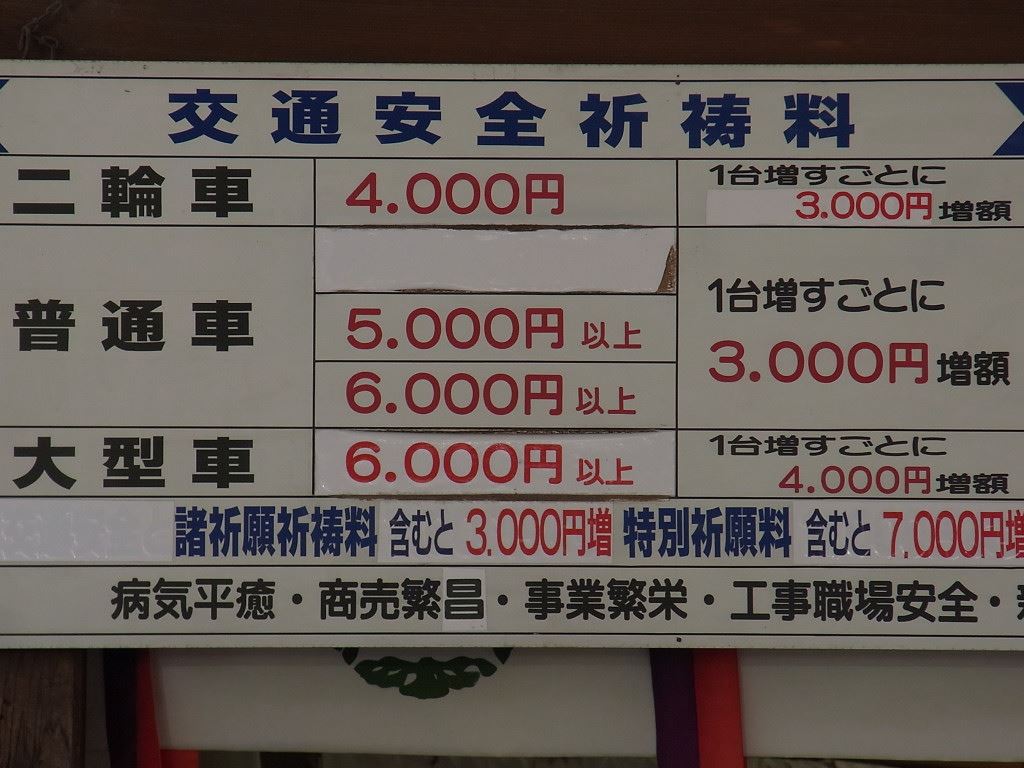 交通安全祈祷料
二輪車 4.000円 1台増すごとに
3.000円増額
普通車 5.000円以上 1台増すごとに
6.000円以上 3.000円増額
大型車 6.000円以上 1台増すごとに
4.000円増額
諸祈願祈祷料 含むと 3.000円増 特別祈願料 含むと 7.000円増
病気平癒・商売繁昌・事業繁栄・工事職場安全・